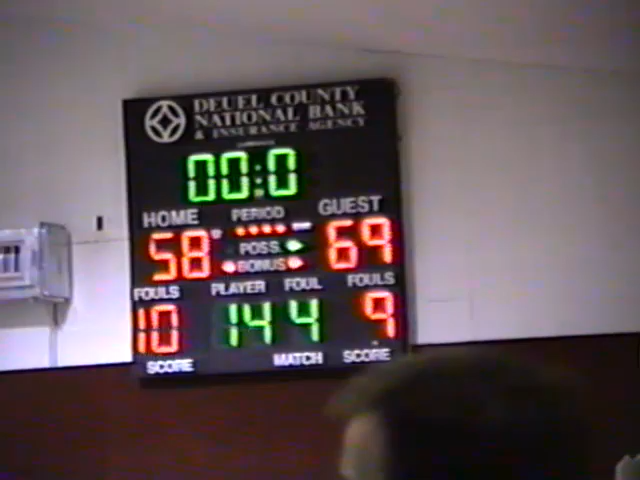 DEUEL COUNTY
NATIONAL BANK
& INSURANCE AGENCY
00:0
HOME PERIOD GUEST
58 POSS. 69
BONUS
FOULS PLAYER FOUL FOULS
10 14 4 9
SCORE MATCH SCORE